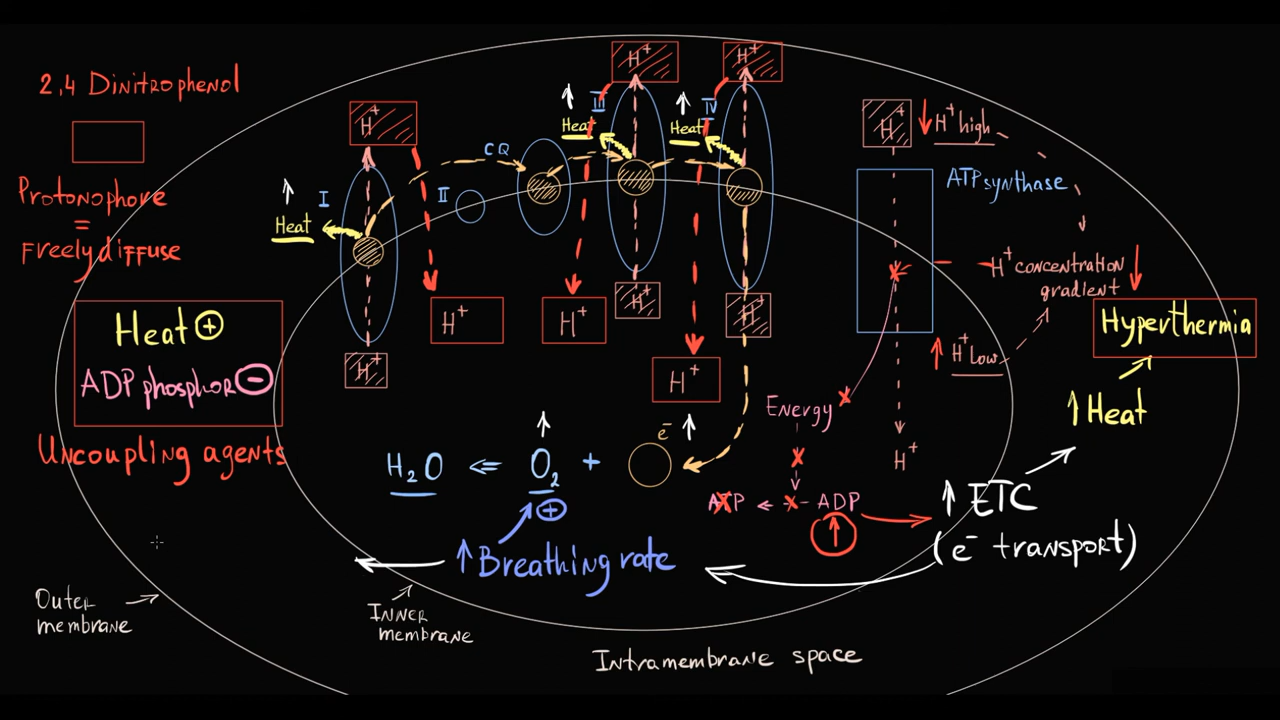 2,4 Dinitrophenol
Protonophore
=
Freely diffuse
Heat ⊕
ADP phosphor ⊖
Uncoupling agents
Outer
membrane
H⁺
↑
I
Heat
H⁺
II
CQ
H⁺
↑
III
Heat
H⁺
↑
IV
Heat
H⁺
H⁺
H⁺
H⁺
H⁺
H⁺
H⁺
↓ H⁺ high
ATP synthase
H⁺ concentration ↓
gradient
↑ H⁺ Low
Hyperthermia
↑ Heat
Energy
H⁺
e⁻ ↑
↑
H₂O ⇐ O₂ +
ATP ← ADP
⊕
↑
↑ ETC
(e⁻ transport)
↑ Breathing rate
Inner
membrane
Intramembrane space